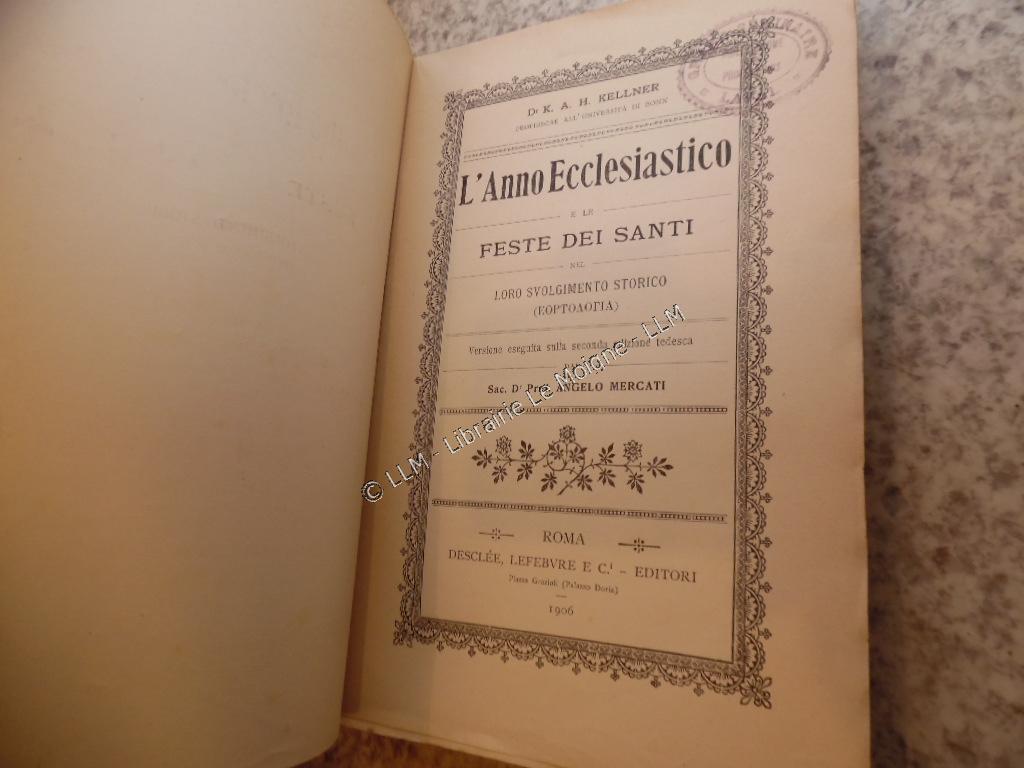 Dr K. A. H. KELLNER
PROFESSORE ALL' UNIVERSITÀ DI BONN
L'Anno Ecclesiastico
E LE
FESTE DEI SANTI
NEL
LORO SVOLGIMENTO STORICO
(ΕΟΡΤΟΛΟΓΙΑ)
Versione eseguita sulla seconda edizione tedesca
Sac. Dr Prof. ANGELO MERCATI
© LLM - Librairie Le Moigne - LLM
ROMA
DESCLÉE, LEFEBVRE E C.i - EDITORI
Piazza Grazioli (Palazzo Doria)
1906